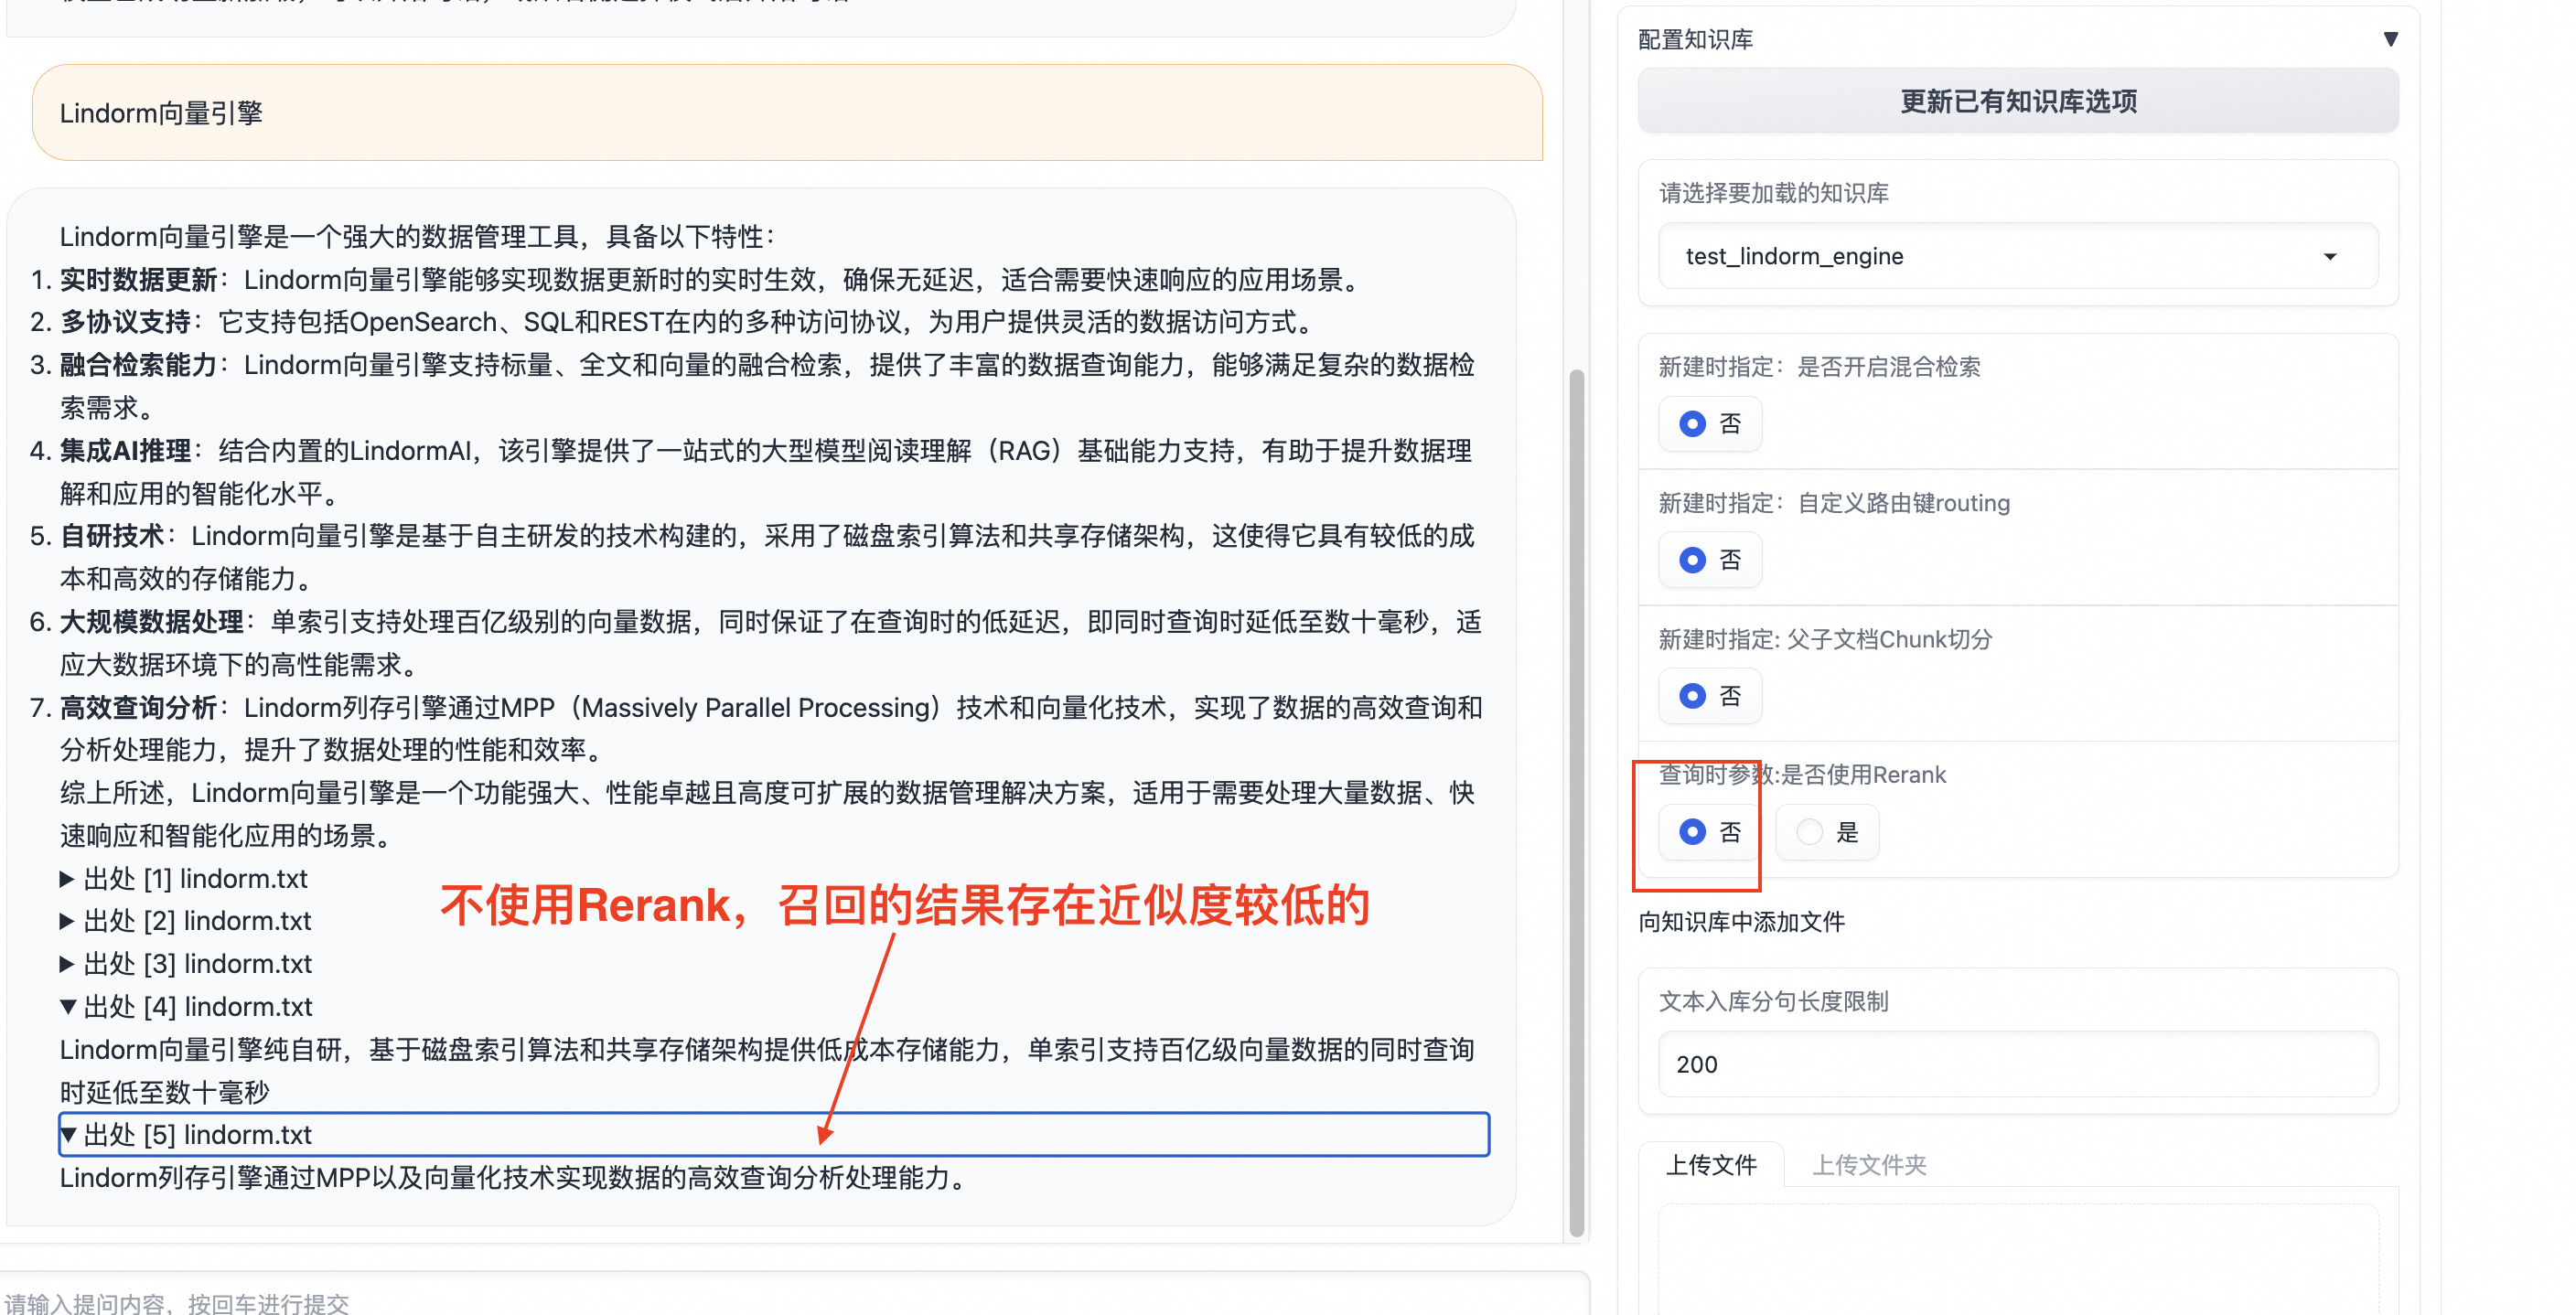 Lindorm向量引擎
Lindorm向量引擎是一个强大的数据管理工具，具备以下特性：
1. 实时数据更新：Lindorm向量引擎能够实现数据更新时的实时生效，确保无延迟，适合需要快速响应的应用场景。
2. 多协议支持：它支持包括OpenSearch、SQL和REST在内的多种访问协议，为用户提供灵活的数据访问方式。
3. 融合检索能力：Lindorm向量引擎支持标量、全文和向量的融合检索，提供了丰富的数据查询能力，能够满足复杂的数据检
索需求。
4. 集成AI推理：结合内置的LindormAI，该引擎提供了一站式的大型模型阅读理解（RAG）基础能力支持，有助于提升数据理
解和应用的智能化水平。
5. 自研技术：Lindorm向量引擎是基于自主研发的技术构建的，采用了磁盘索引算法和共享存储架构，这使得它具有较低的成
本和高效的存储能力。
6. 大规模数据处理：单索引支持处理百亿级别的向量数据，同时保证了在查询时的低延迟，即同时查询时延低至数十毫秒，适
应大数据环境下的高性能需求。
7. 高效查询分析：Lindorm列存引擎通过MPP（Massively Parallel Processing）技术和向量化技术，实现了数据的高效查询和
分析处理能力，提升了数据处理的性能和效率。
综上所述，Lindorm向量引擎是一个功能强大、性能卓越且高度可扩展的数据管理解决方案，适用于需要处理大量数据、快
速响应和智能化应用的场景。
▶ 出处 [1] lindorm.txt
▶ 出处 [2] lindorm.txt
▶ 出处 [3] lindorm.txt
▼ 出处 [4] lindorm.txt
Lindorm向量引擎纯自研，基于磁盘索引算法和共享存储架构提供低成本存储能力，单索引支持百亿级向量数据的同时查询
时延低至数十毫秒
▼ 出处 [5] lindorm.txt
Lindorm列存引擎通过MPP以及向量化技术实现数据的高效查询分析处理能力。
不使用Rerank，召回的结果存在近似度较低的
请输入提问内容，按回车进行提交
配置知识库 ▼
更新已有知识库选项
请选择要加载的知识库
test_lindorm_engine
新建时指定：是否开启混合检索
否
新建时指定：自定义路由键routing
否
新建时指定: 父子文档Chunk切分
否
查询时参数:是否使用Rerank
否 是
向知识库中添加文件
文本入库分句长度限制
200
上传文件 上传文件夹